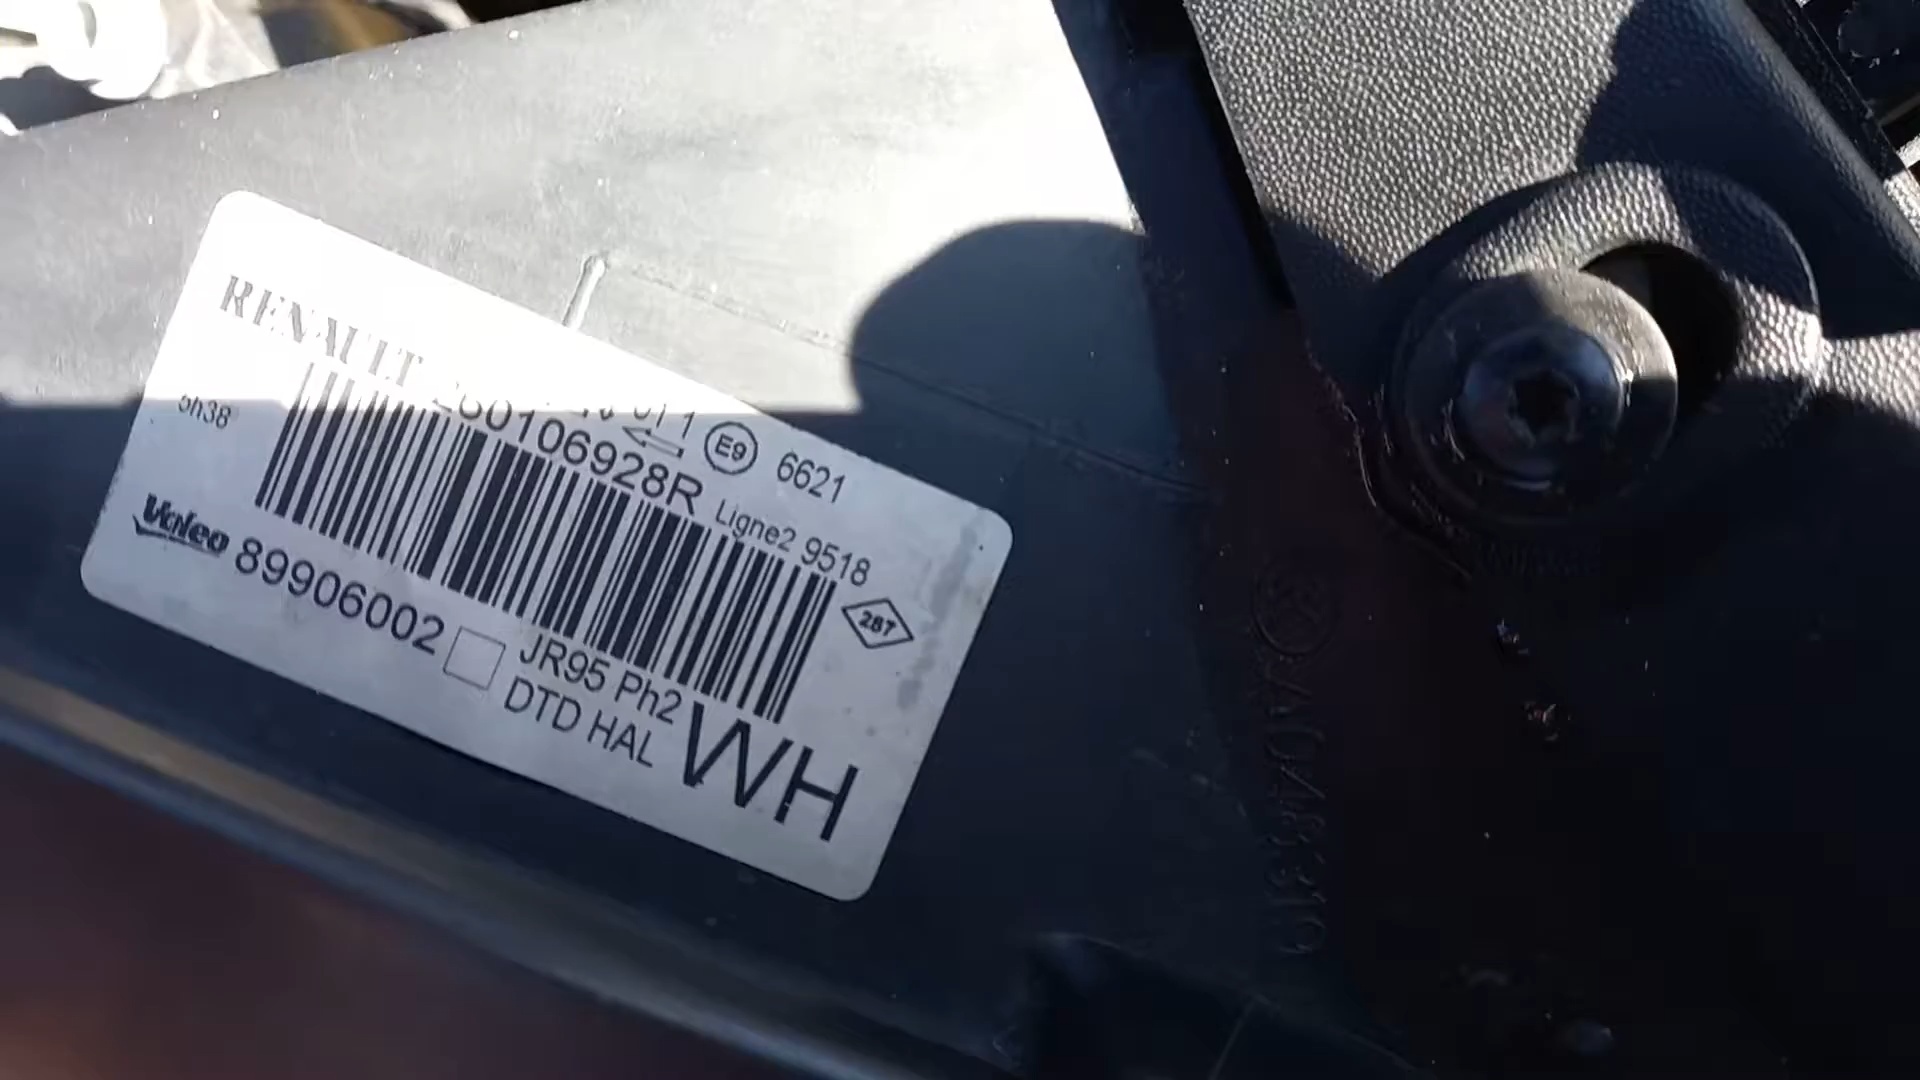 RENAULT
5h38
E9
6621
260106928R
Ligne2 9518
287
Valeo 89906002
JR95 Ph2
DTD HAL
WH